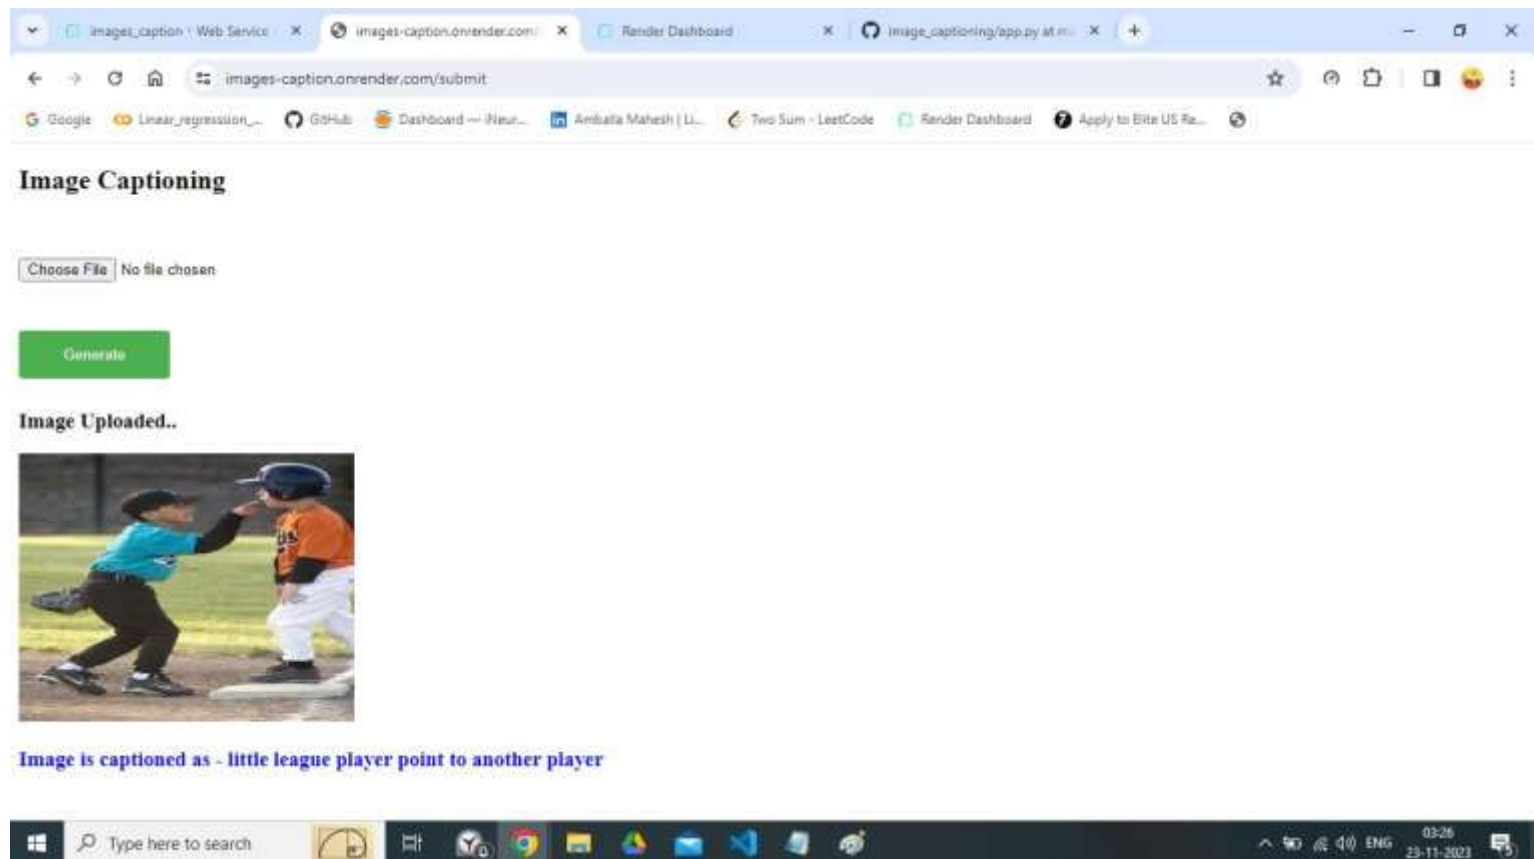 images_caption · Web Service
images-caption.onrender.com/
Render Dashboard
image_captioning/app.py at m
images-caption.onrender.com/submit
Google
Linear_regression_...
GitHub
Dashboard — iNeur...
Amballa Mahesh | Li...
Two Sum - LeetCode
Render Dashboard
Apply to Elite US Re...
Image Captioning
Choose File No file chosen
Generate
Image Uploaded..
Image is captioned as - little league player point to another player
Type here to search
ENG
03:26
23-11-2023